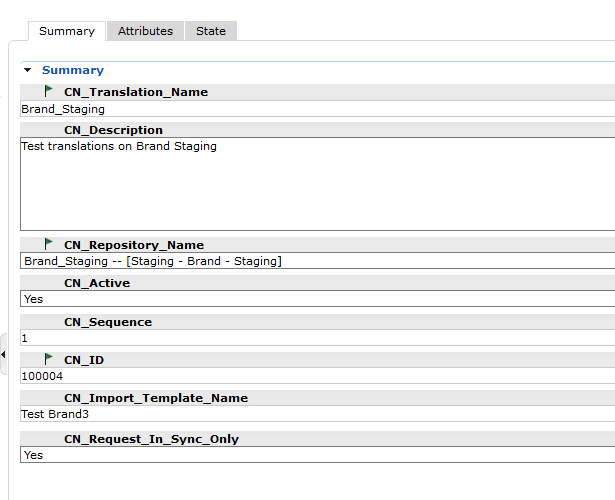 Summary Attributes State
Summary
CN_Translation_Name
Brand_Staging
CN_Description
Test translations on Brand Staging
CN_Repository_Name
Brand_Staging -- [Staging - Brand - Staging]
CN_Active
Yes
CN_Sequence
1
CN_ID
100004
CN_Import_Template_Name
Test Brand3
CN_Request_In_Sync_Only
Yes